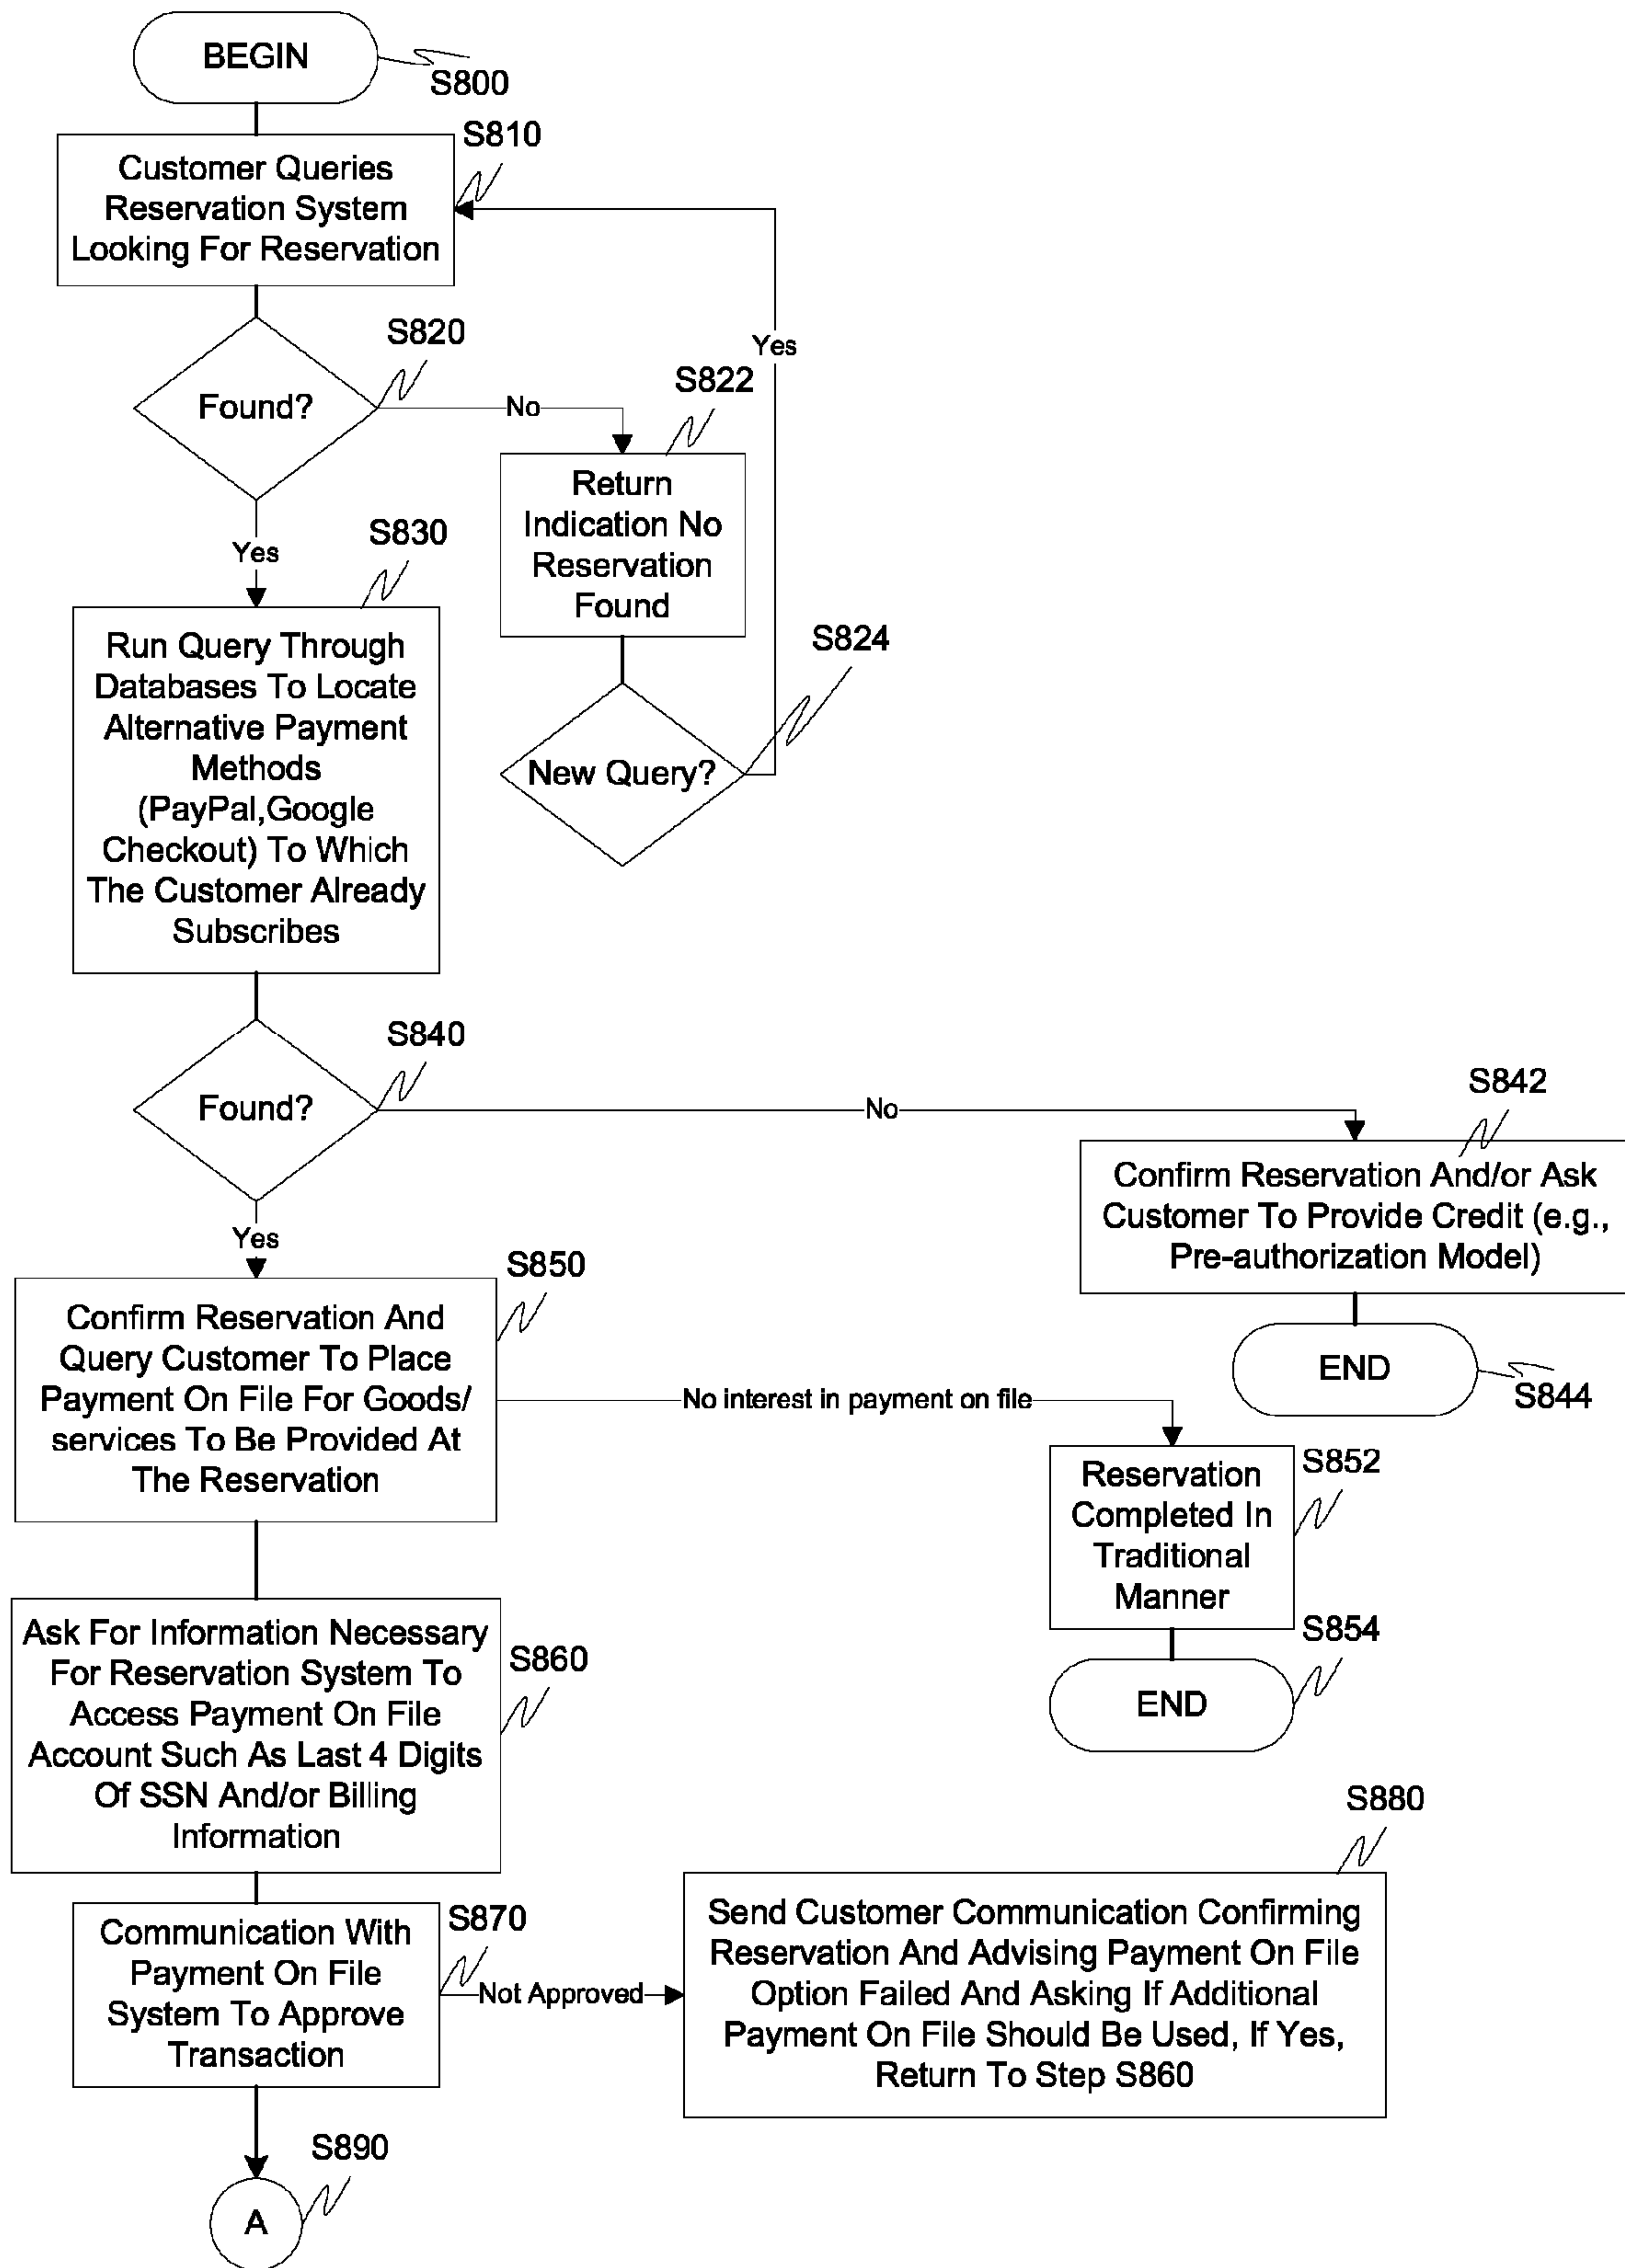 BEGIN
S800
S810
Customer Queries
Reservation System
Looking For Reservation
S820
Found?
No
Yes
S822
Return
Indication No
Reservation
Found
S824
New Query?
Yes
S830
Run Query Through
Databases To Locate
Alternative Payment
Methods
(PayPal,Google
Checkout) To Which
The Customer Already
Subscribes
S840
Found?
No
S842
Confirm Reservation And/or Ask
Customer To Provide Credit (e.g.,
Pre-authorization Model)
END
S844
Yes
S850
Confirm Reservation And
Query Customer To Place
Payment On File For Goods/
services To Be Provided At
The Reservation
No interest in payment on file
S852
Reservation
Completed In
Traditional
Manner
S854
END
S860
Ask For Information Necessary
For Reservation System To
Access Payment On File
Account Such As Last 4 Digits
Of SSN And/or Billing
Information
S870
Communication With
Payment On File
System To Approve
Transaction
Not Approved
S880
Send Customer Communication Confirming
Reservation And Advising Payment On File
Option Failed And Asking If Additional
Payment On File Should Be Used, If Yes,
Return To Step S860
S890
A